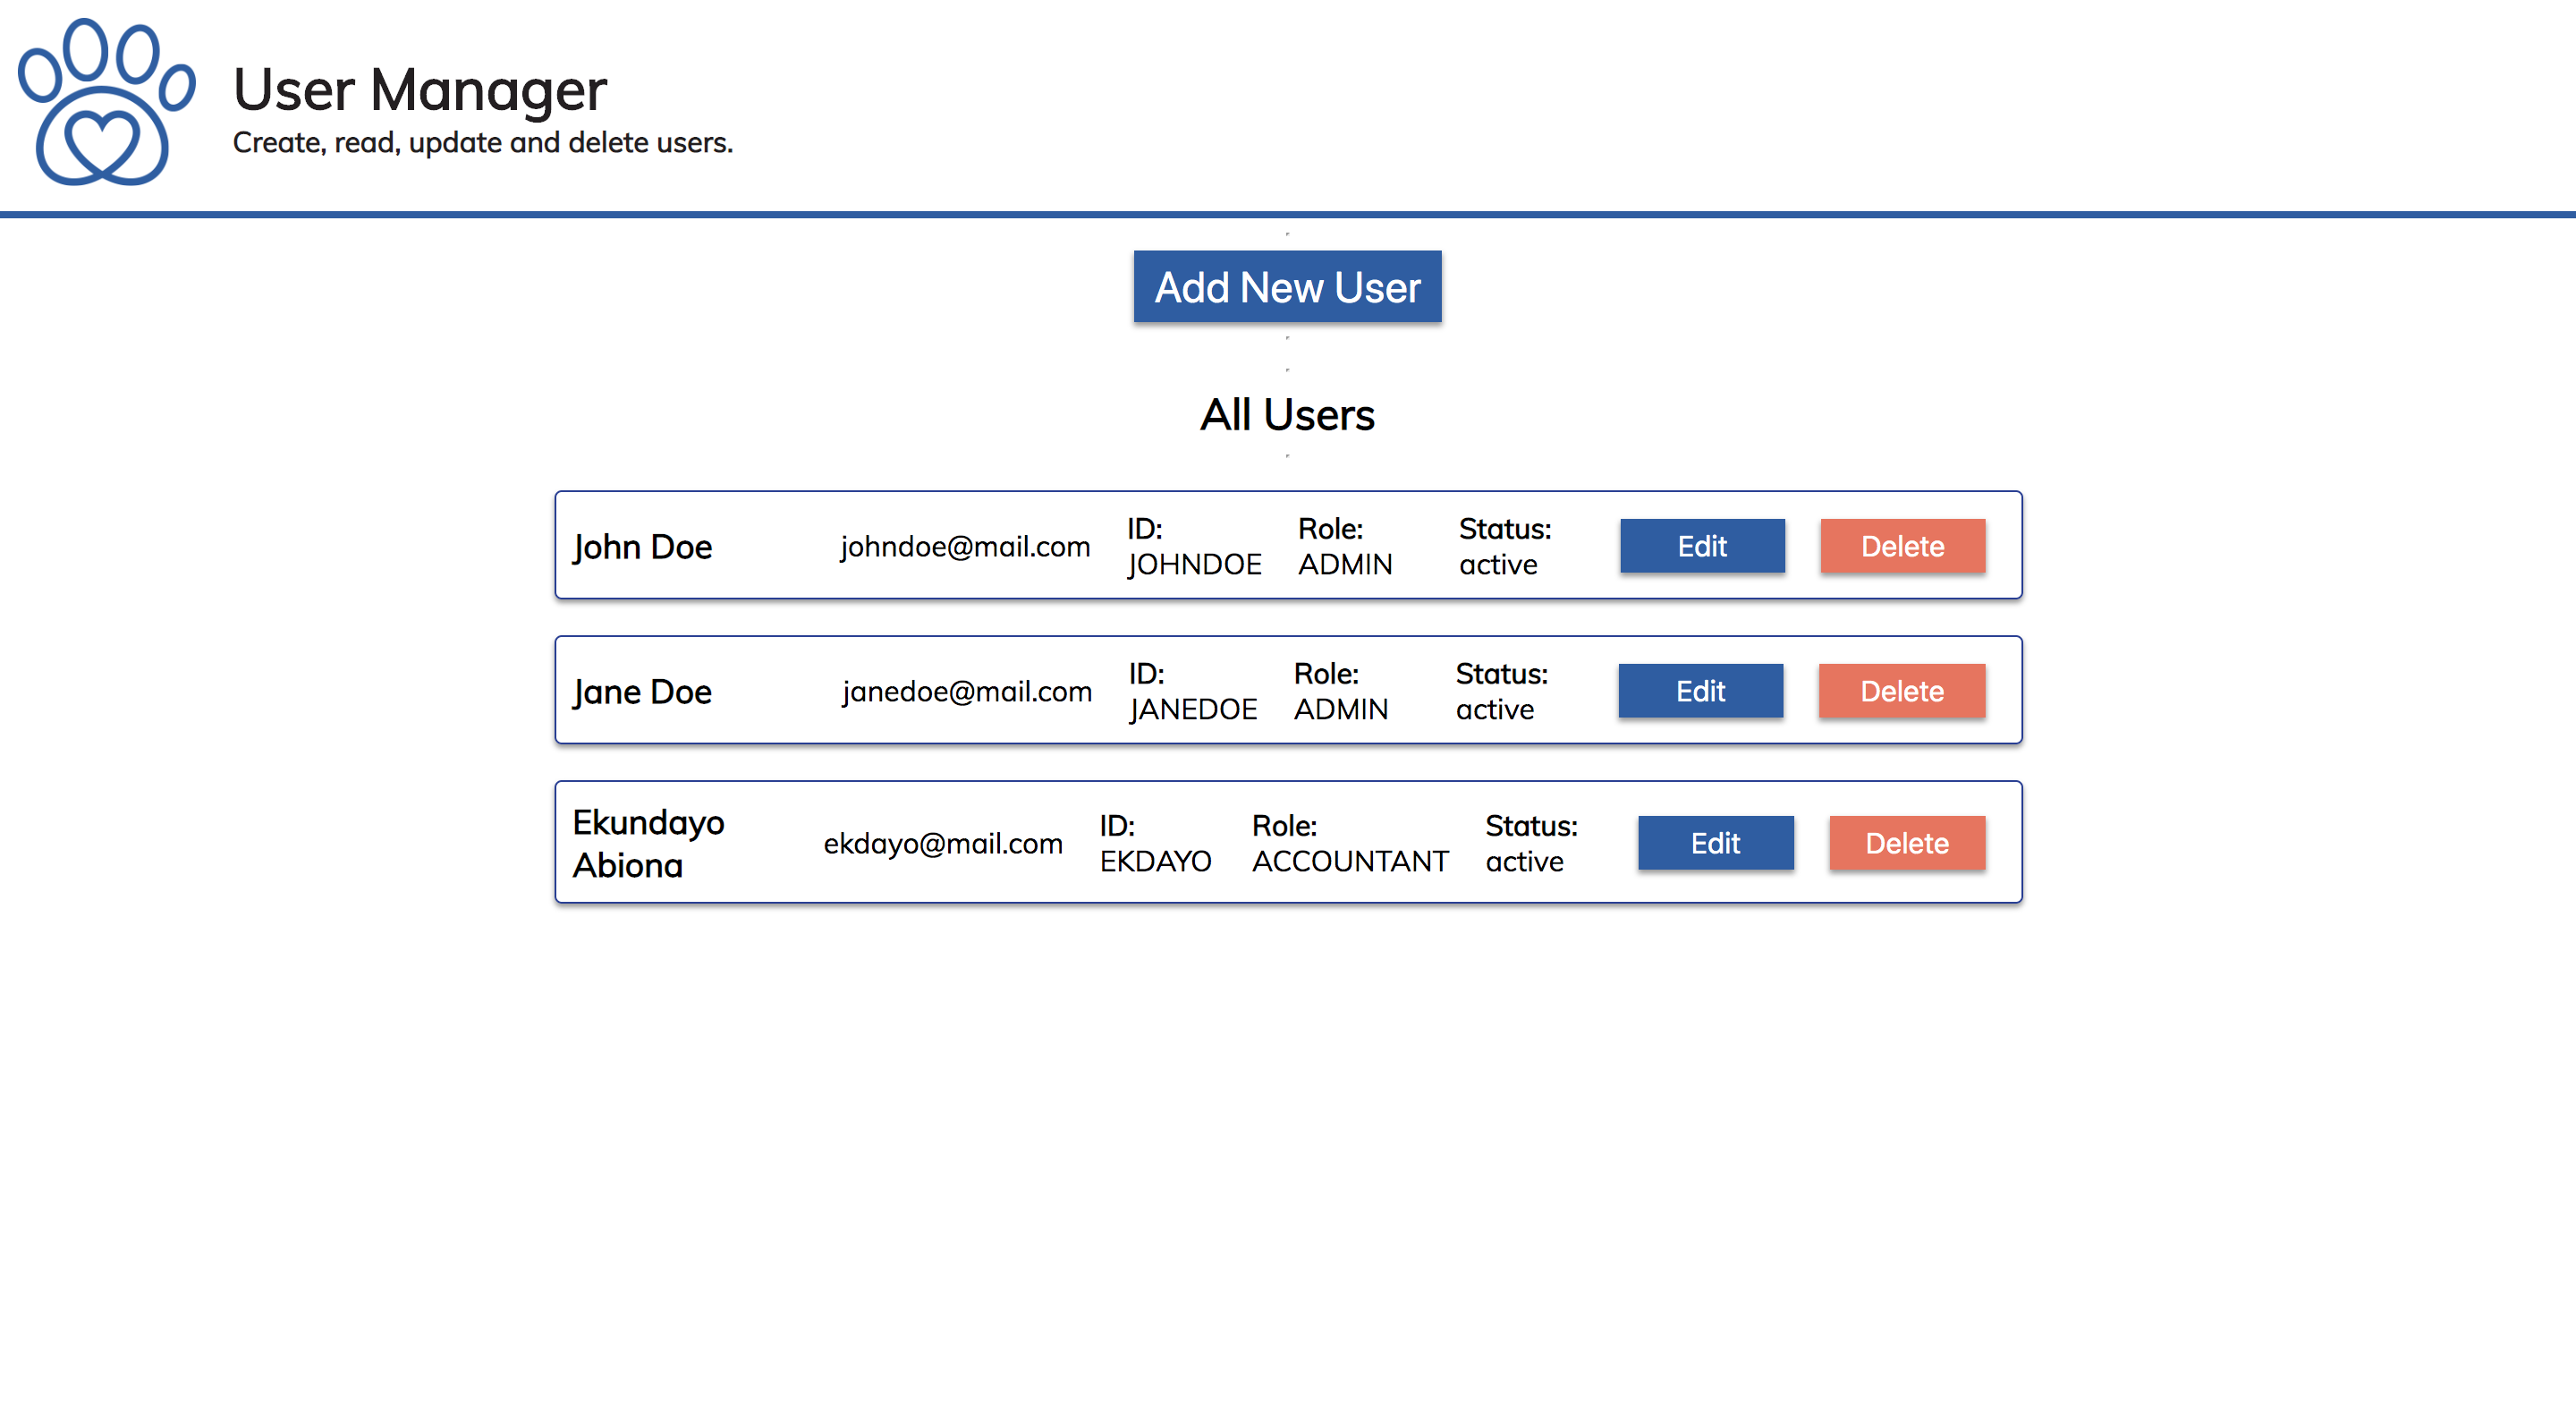 User Manager
Create, read, update and delete users.
Add New User
All Users
John Doe
johndoe@mail.com
ID:
JOHNDOE
Role:
ADMIN
Status:
active
Edit
Delete
Jane Doe
janedoe@mail.com
ID:
JANEDOE
Role:
ADMIN
Status:
active
Edit
Delete
Ekundayo
Abiona
ekdayo@mail.com
ID:
EKDAYO
Role:
ACCOUNTANT
Status:
active
Edit
Delete